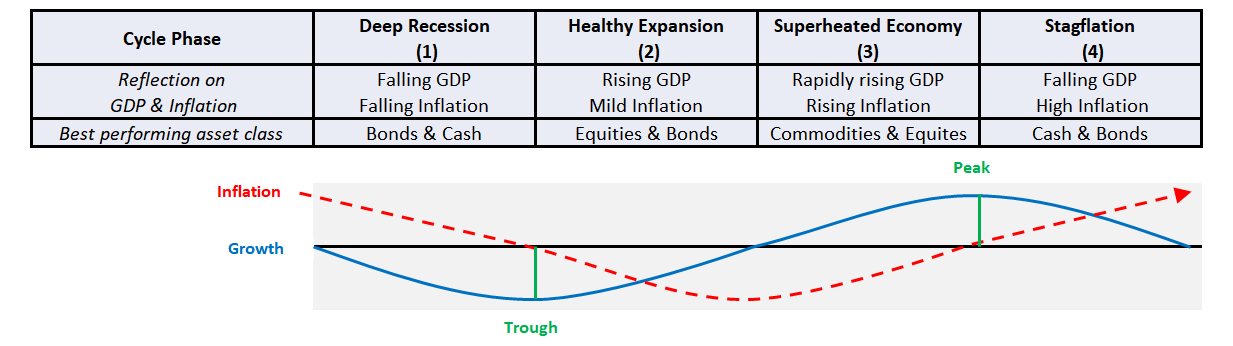 Cycle Phase
Deep Recession
(1)
Healthy Expansion
(2)
Superheated Economy
(3)
Stagflation
(4)
Reflection on
GDP & Inflation
Falling GDP
Falling Inflation
Rising GDP
Mild Inflation
Rapidly rising GDP
Rising Inflation
Falling GDP
High Inflation
Best performing asset class
Bonds & Cash
Equities & Bonds
Commodities & Equites
Cash & Bonds
Peak
Inflation
Growth
Trough